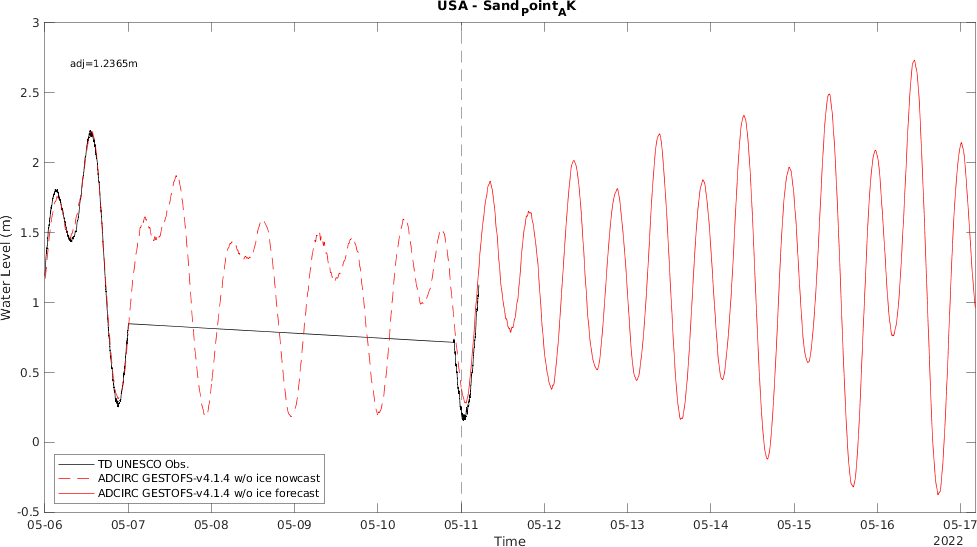 USA - Sand_Point_AK
3
adj=1.2365m
2.5
2
1.5
1
0.5
0
-0.5
Water Level (m)
TD UNESCO Obs.
ADCIRC GESTOFS-v4.1.4 w/o ice nowcast
ADCIRC GESTOFS-v4.1.4 w/o ice forecast
05-06 05-07 05-08 05-09 05-10 05-11 05-12 05-13 05-14 05-15 05-16 05-17
Time
2022